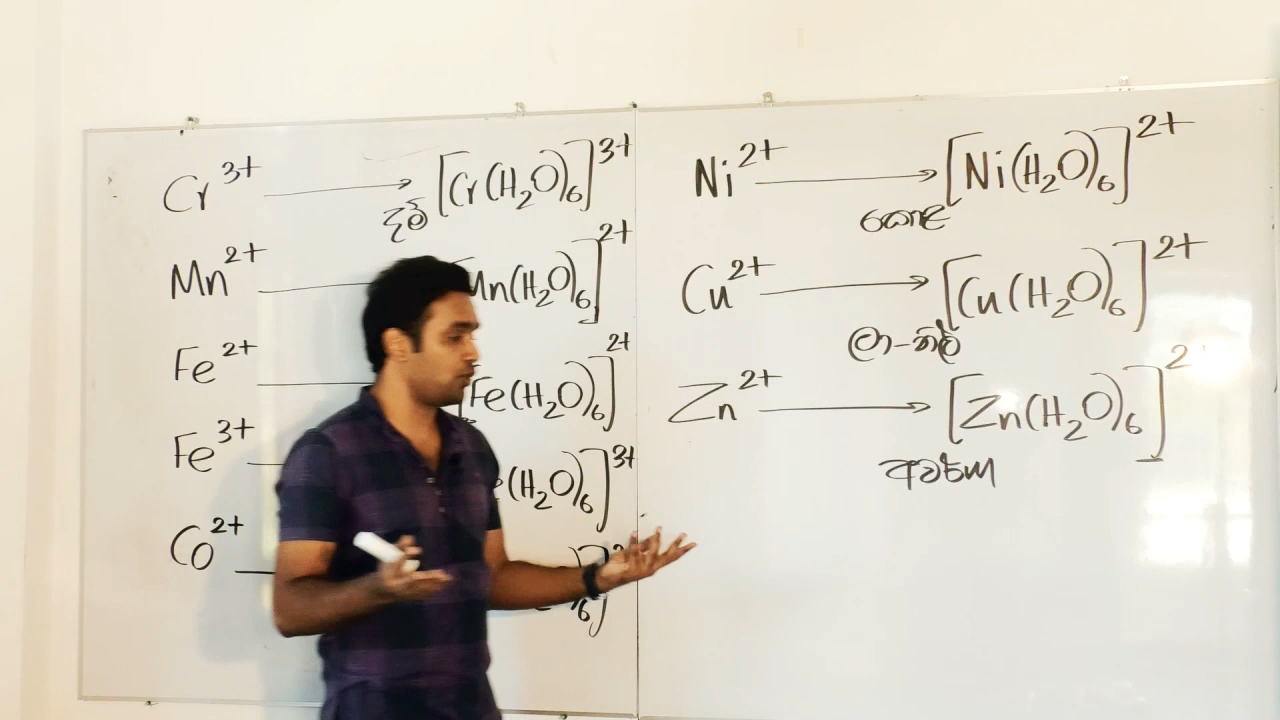 Cr³⁺ ⟶ [Cr(H₂O)₆]³⁺
දම්
Mn²⁺ ⟶ Mn(H₂O)₆]²⁺
Fe²⁺ ⟶ [Fe(H₂O)₆]²⁺
Fe³⁺ (H₂O)₆]³⁺
Co²⁺ ₆]
Ni²⁺ ⟶ [Ni(H₂O)₆]²⁺
කොළ
Cu²⁺ ⟶ [Cu(H₂O)₆]²⁺
ලා-නිල්
Zn²⁺ ⟶ [Zn(H₂O)₆]²
අවර්ණ